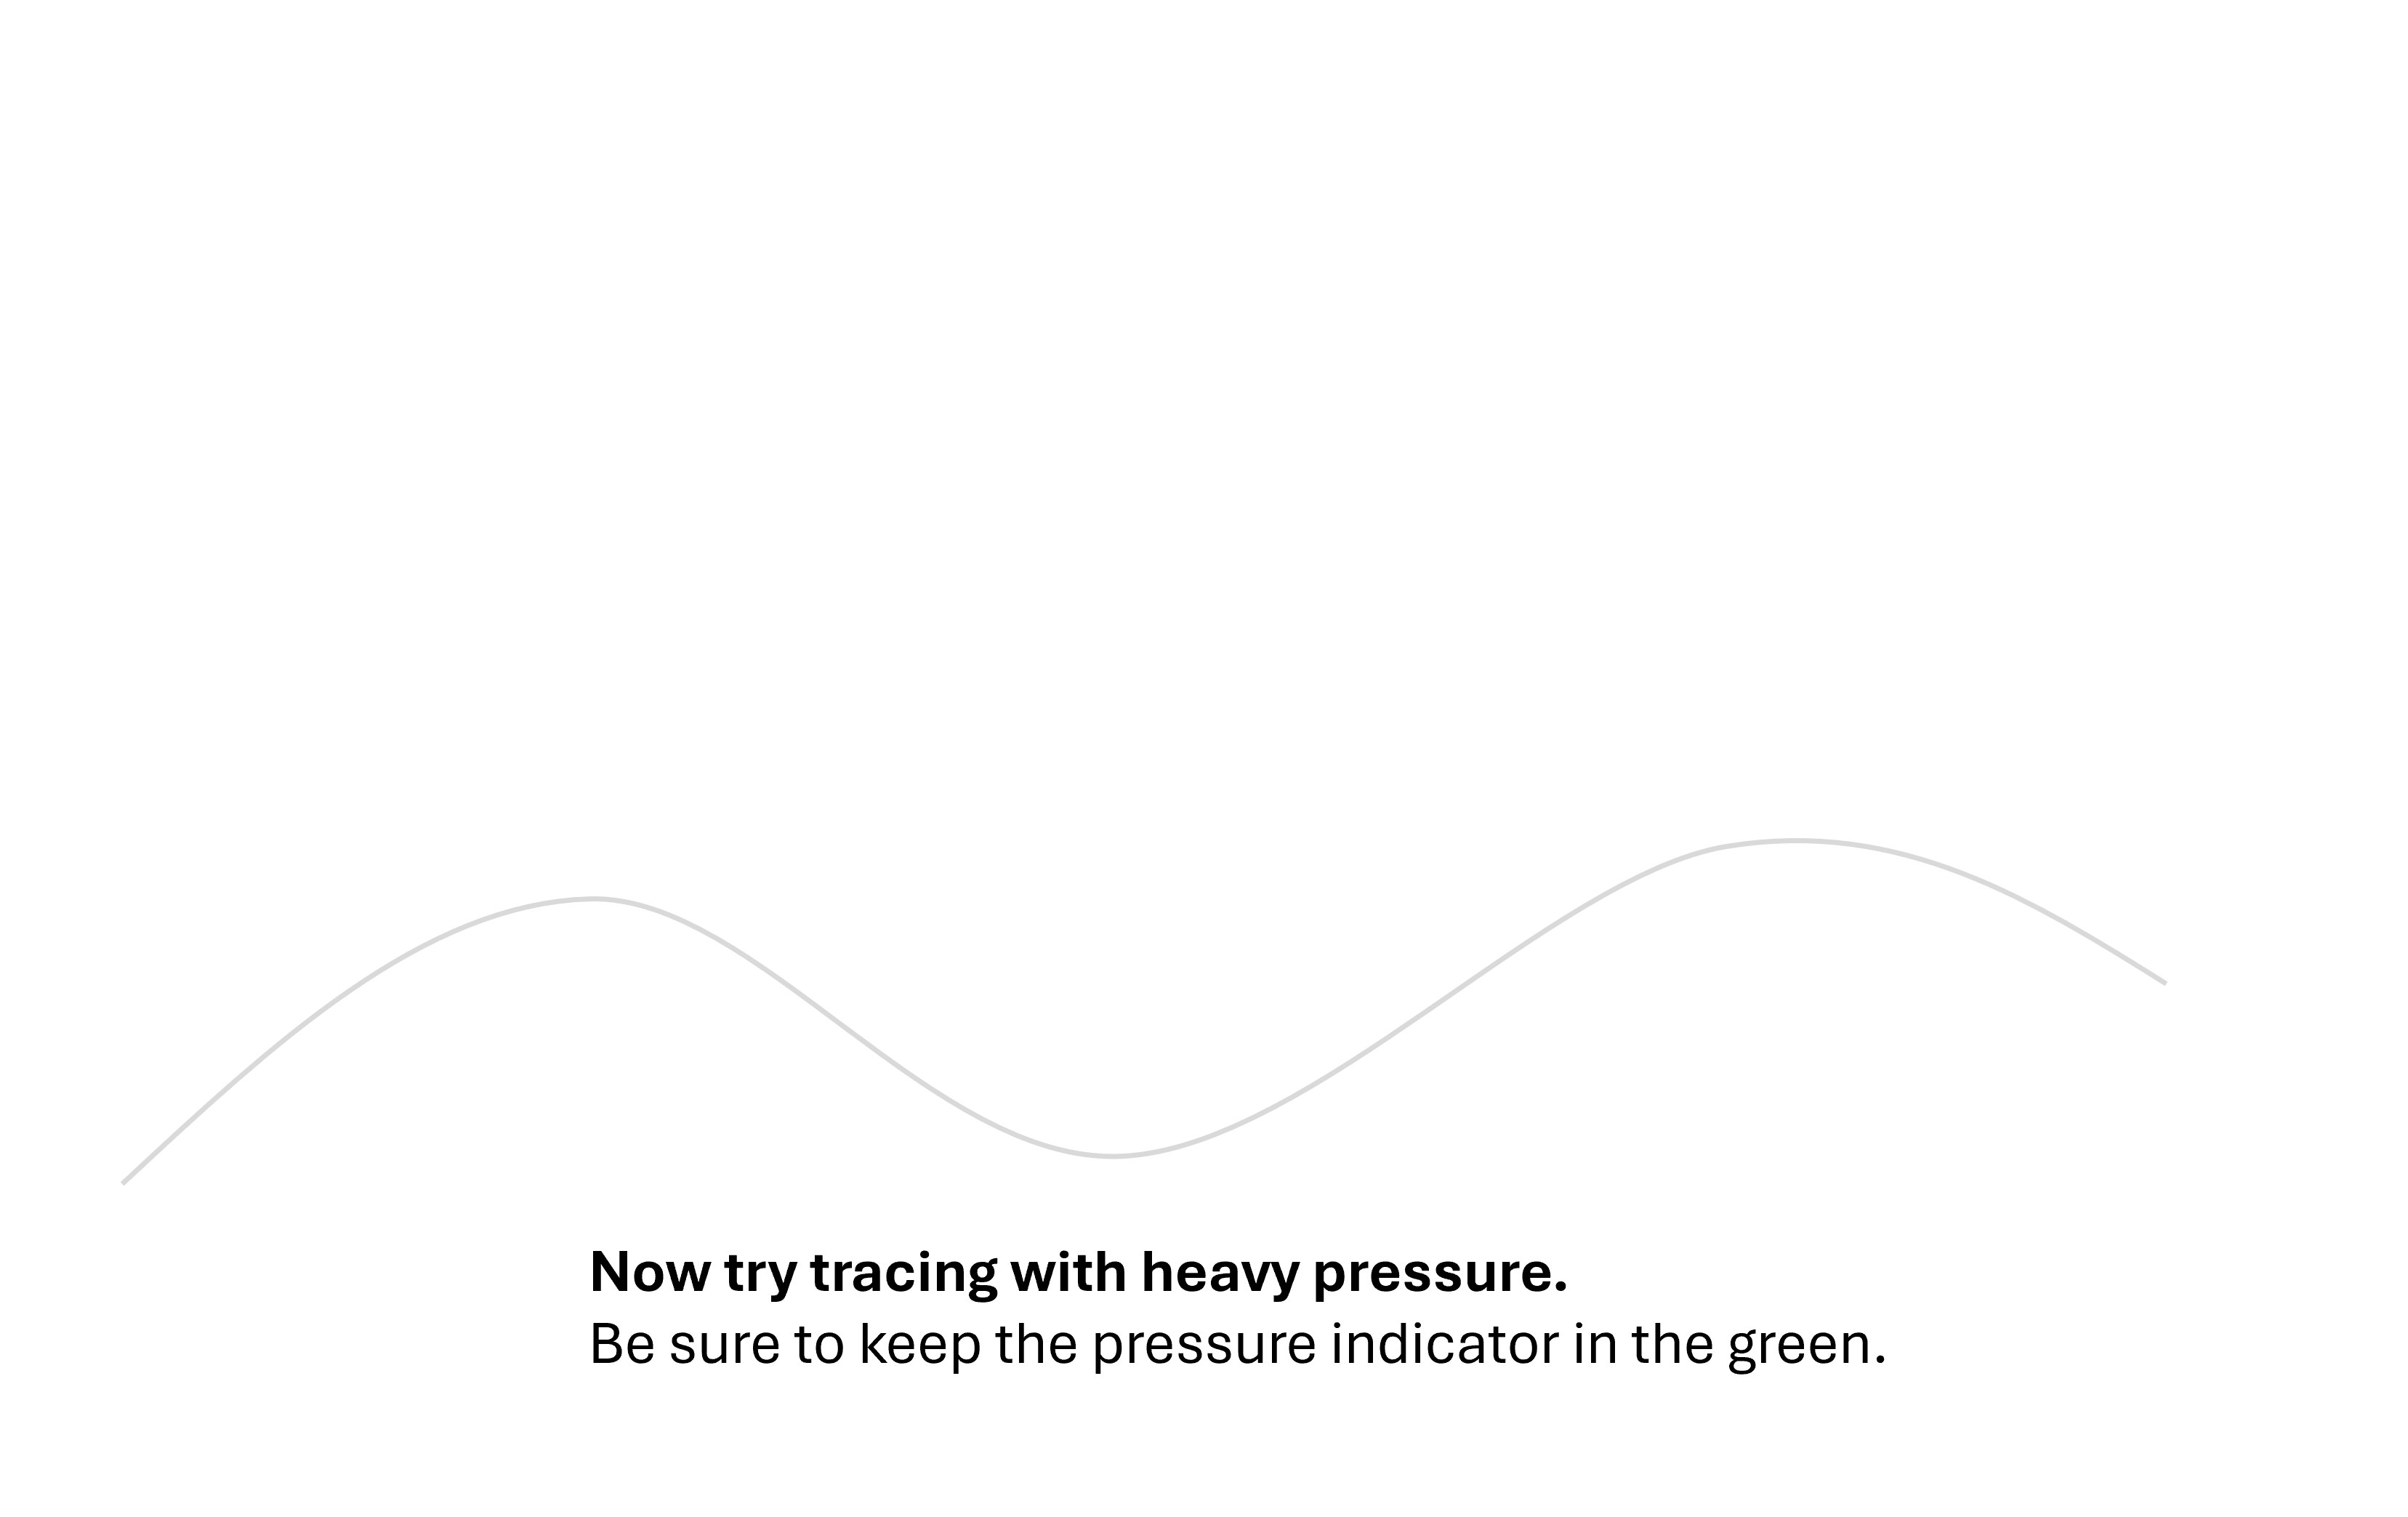 Now try tracing with heavy pressure.
Be sure to keep the pressure indicator in the green.